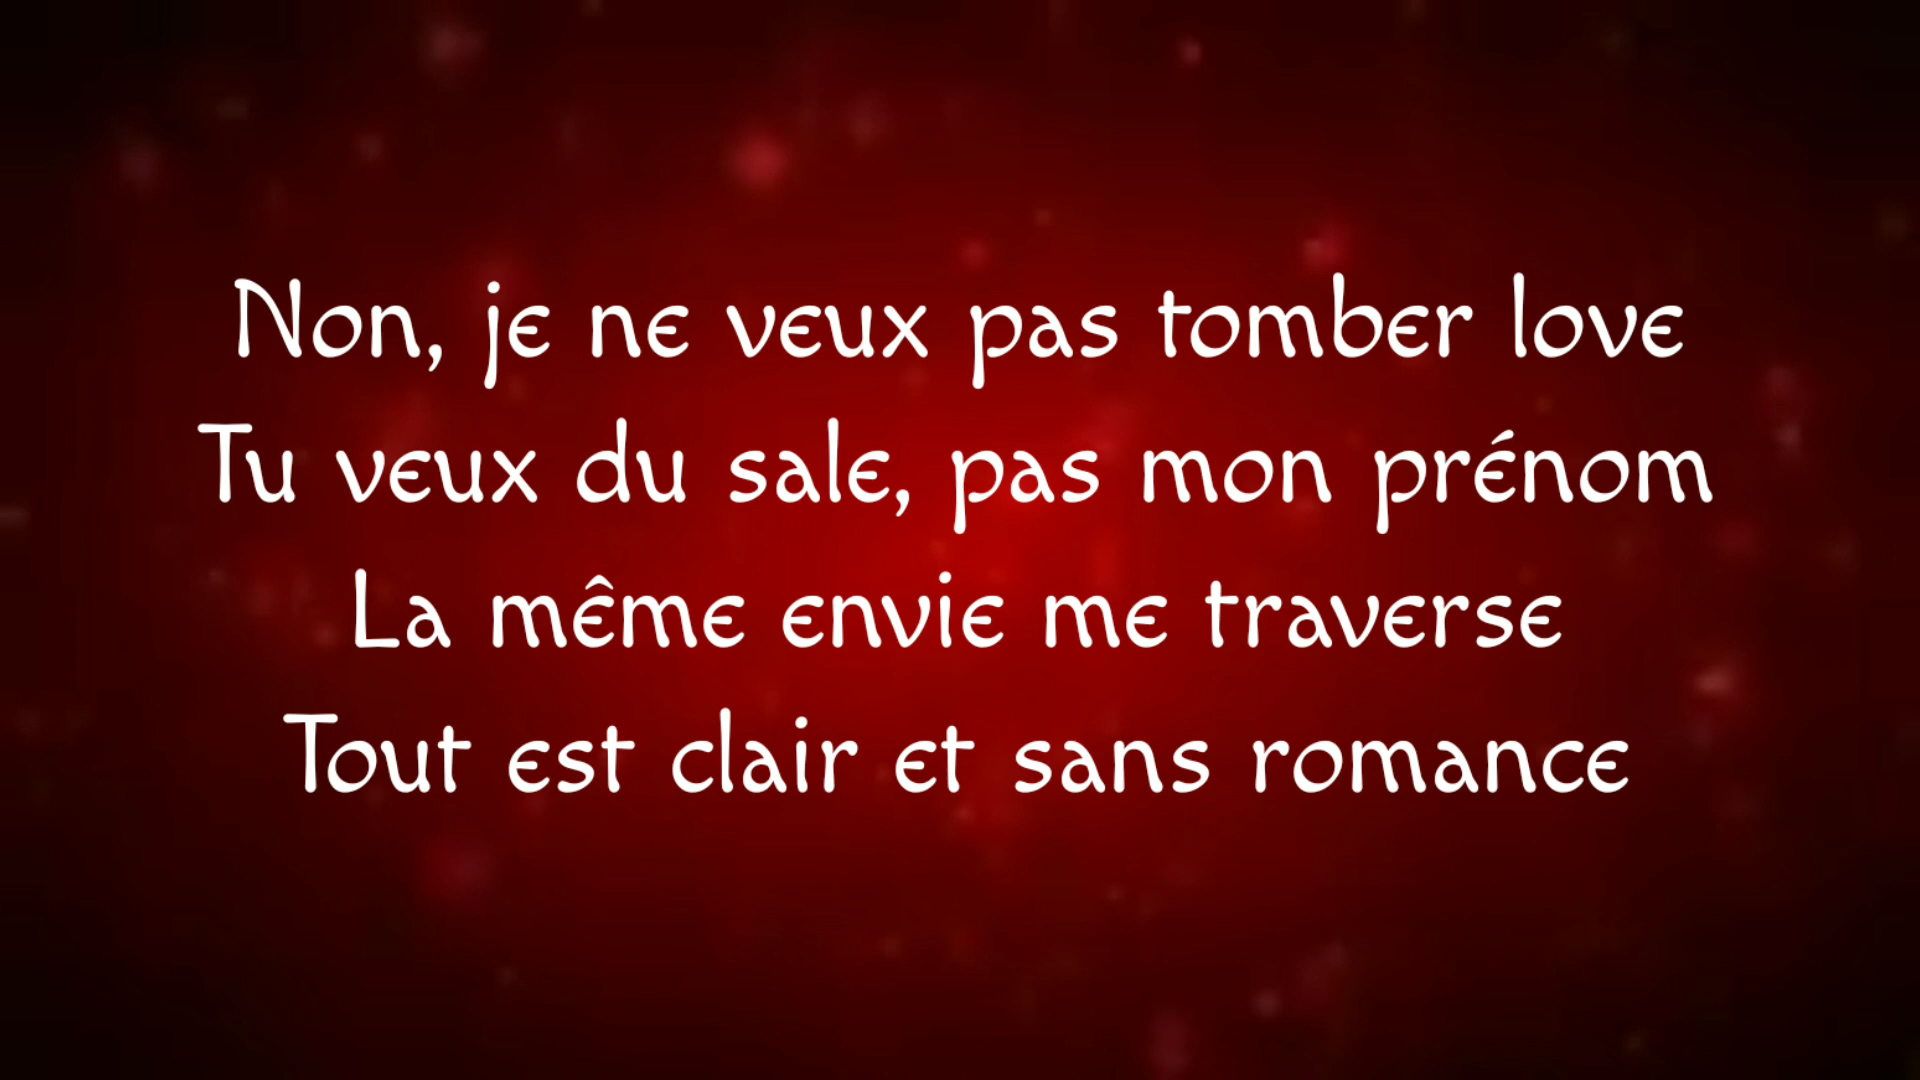 Non, je ne veux pas tomber love
Tu veux du sale, pas mon prénom
La même envie me traverse
Tout est clair et sans romance